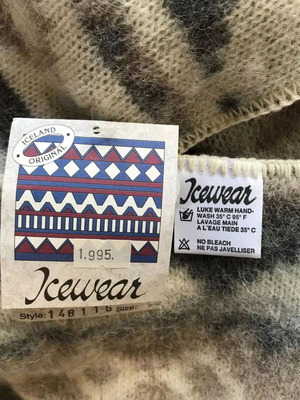 ICELAND
ORIGINAL
1.995.
Icewear
Style: 14811 Size:
Icewear
LUKE WARM HAND-
WASH 35° C 95° F
LAVAGE MAIN
A L'EAU TIEDE 35° C
NO BLEACH
NE PAS JAVELLISER